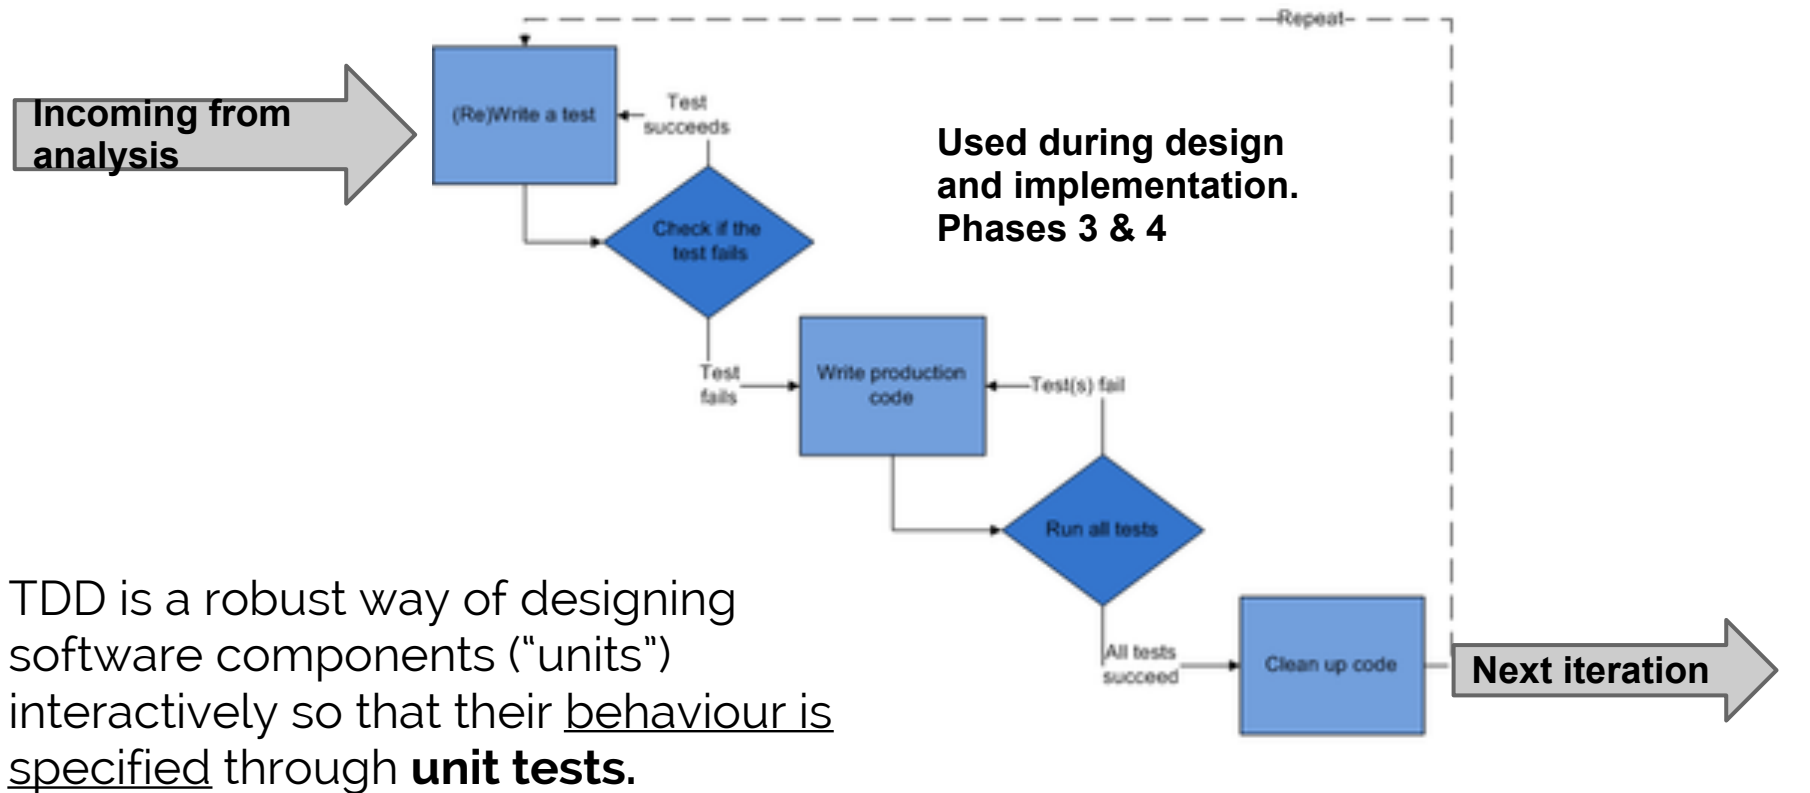 Repeat
Incoming from
analysis
(Re)Write a test
Test
succeeds
Used during design
and implementation.
Phases 3 & 4
Check if the
test fails
Test
fails
Write production
code
Test(s) fail
Run all tests
All tests
succeed
Clean up code
Next iteration
TDD is a robust way of designing
software components (“units”)
interactively so that their behaviour is
specified through unit tests.